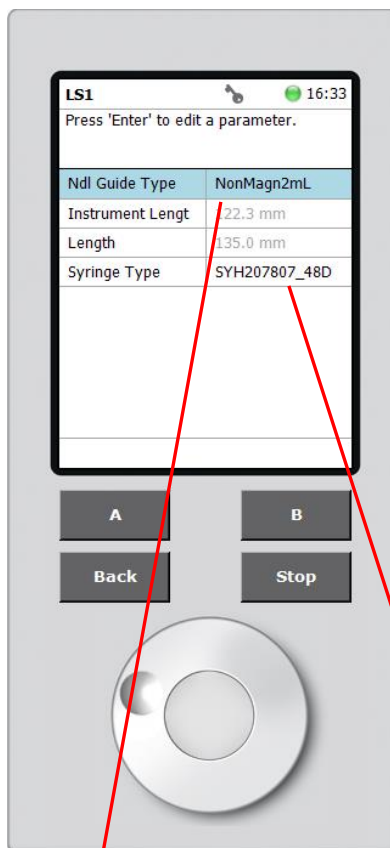 LS1 16:33
Press 'Enter' to edit a parameter.
Ndl Guide Type NonMagn2mL
Instrument Lengt 122.3 mm
Length 135.0 mm
Syringe Type SYH207807_48D
A B
Back Stop